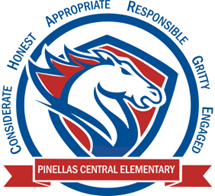 CONSIDERATE HONEST APPROPRIATE RESPONSIBLE GRITTY ENGAGED
PINELLAS CENTRAL ELEMENTARY